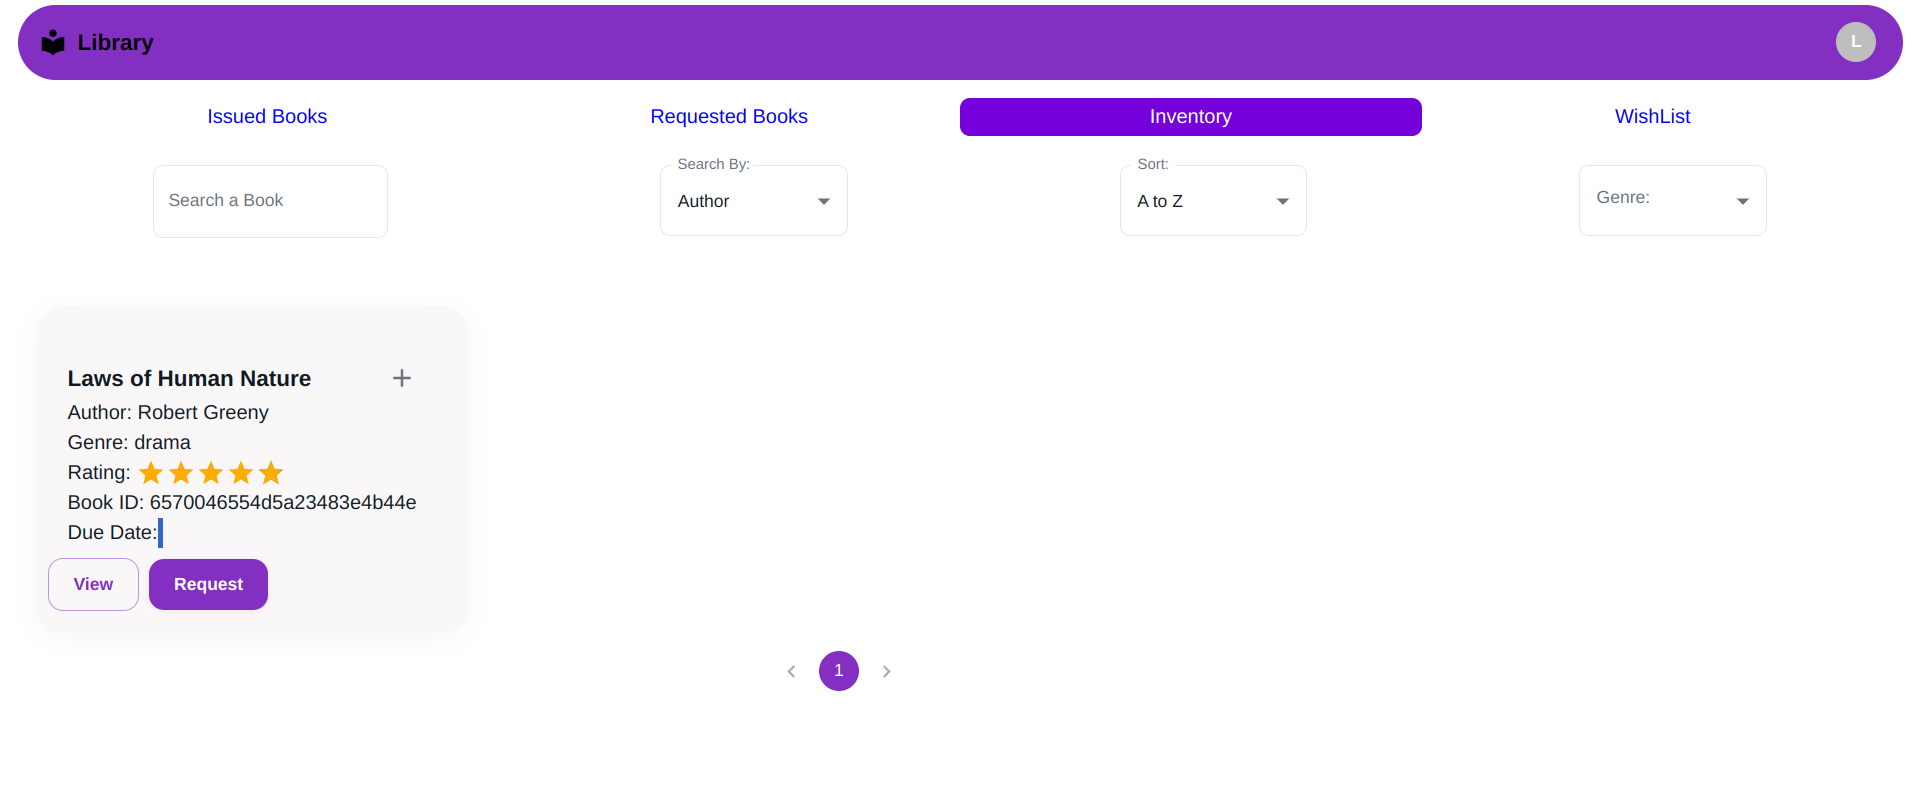 Library
L
Issued Books Requested Books Inventory WishList
Search By: Sort:
Search a Book Author A to Z Genre:
Laws of Human Nature
Author: Robert Greeny
Genre: drama
Rating:
Book ID: 6570046554d5a23483e4b44e
Due Date:
View Request
1